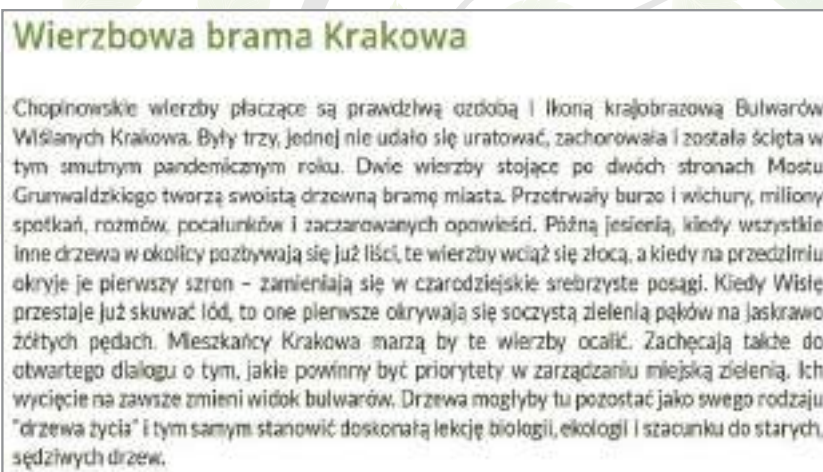 Wierzbowa brama Krakowa
Chopinowskie wierzby płaczące są prawdziwą ozdobą i ikoną krajobrazową Bulwarów
Wiślanych Krakowa. Były trzy, jednej nie udało się uratować, zachorowała i została ścięta w
tym smutnym pandemicznym roku. Dwie wierzby stojące po dwóch stronach Mostu
Grunwaldzkiego tworzą swoistą drzewną bramę miasta. Przetrwały burze i wichury, miliony
spotkań, rozmów, pocałunków i zaczarowanych opowieści. Późną jesienią, kiedy wszystkie
inne drzewa w okolicy pozbywają się już liści, te wierzby wciąż się złocą, a kiedy na przedzimiu
okryje je pierwszy szron – zamieniają się w czarodziejskie srebrzyste posągi. Kiedy Wisłę
przestaje już skuwać lód, to one pierwsze okrywają się soczystą zielenią pąków na jaskrawo
żółtych pędach. Mieszkańcy Krakowa marzą by te wierzby ocalić. Zachęcają także do
otwartego dialogu o tym, jakie powinny być priorytety w zarządzaniu miejską zielenią. Ich
wycięcie na zawsze zmieni widok bulwarów. Drzewa mogłyby tu pozostać jako swego rodzaju
"drzewa życia" i tym samym stanowić doskonałą lekcję biologii, ekologii i szacunku do starych,
sędziwych drzew.